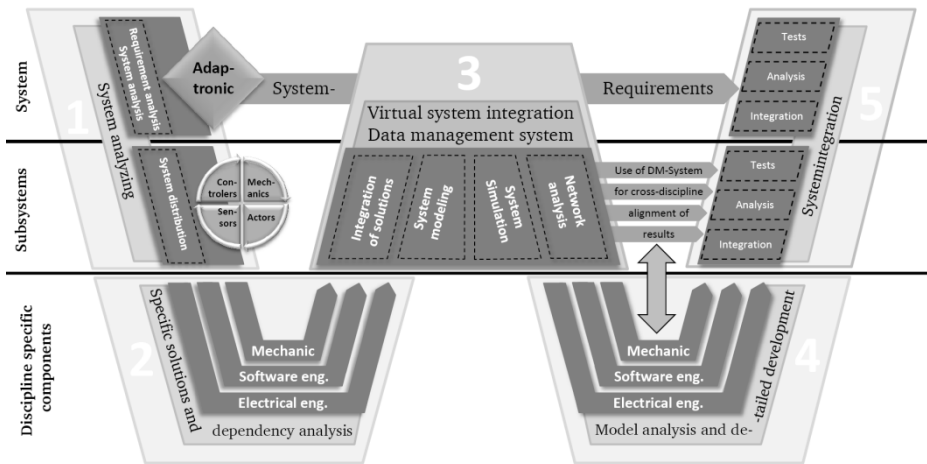 System
Subsystems
Discipline specific
components
1
System analyzing
Requirement analysis
System analysis
Adap-
tronic
System distribution
Con-
trolers
Mech-
anics
Sen-
sors
Actors
System-
3
Virtual system integration
Data management system
Integration
of solutions
System
modeling
System
Simulation
Network
analysis
Requirements
Use of DM-System
for cross-discipline
alignment of
results
Tests
Analysis
Integration
Tests
Analysis
Integration
5
Systemintegration
2
Specific solutions and
dependency analysis
Mechanic
Software eng.
Electrical eng.
Mechanic
Software eng.
Electrical eng.
Model analysis and de-
-tailed development
4